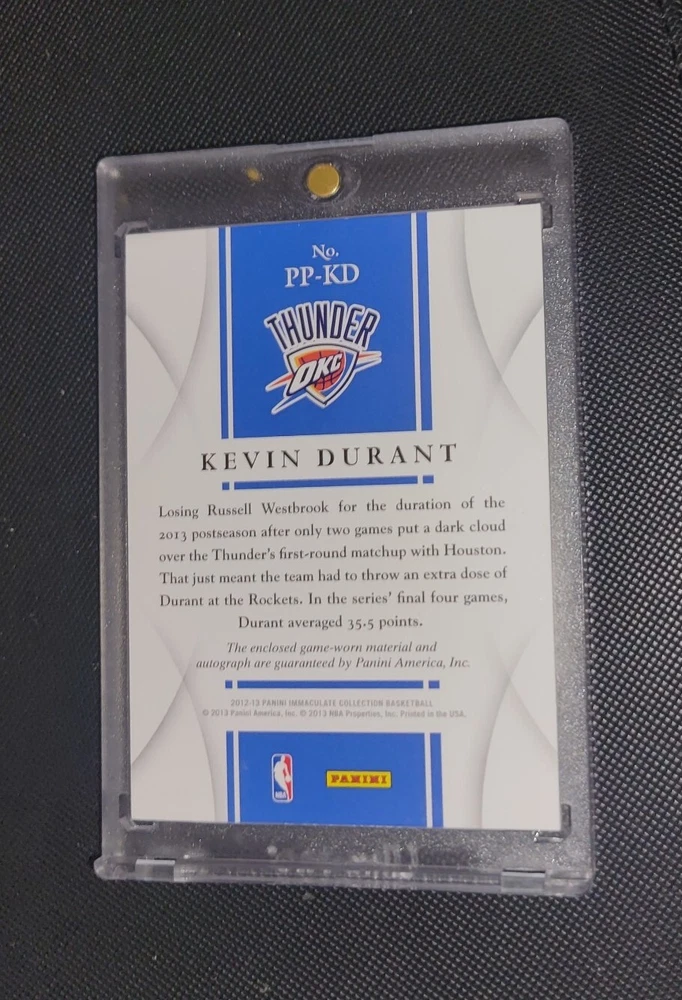 No.
PP-KD
THUNDER
OKC
KEVIN DURANT
Losing Russell Westbrook for the duration of the
2013 postseason after only two games put a dark cloud
over the Thunder's first-round matchup with Houston.
That just meant the team had to throw an extra dose of
Durant at the Rockets. In the series' final four games,
Durant averaged 35.5 points.
The enclosed game-worn material and
autograph are guaranteed by Panini America, Inc.
2012-13 PANINI IMMACULATE COLLECTION BASKETBALL
© 2013 Panini America, Inc. © 2013 NBA Properties, Inc. Printed in the USA.
NBA
PANINI